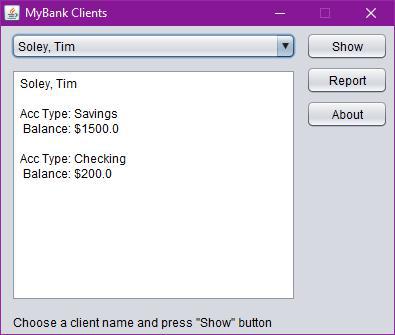 MyBank Clients
Soley, Tim
Show
Soley, Tim
Report
Acc Type: Savings
Balance: $1500.0
About
Acc Type: Checking
Balance: $200.0
Choose a client name and press "Show" button